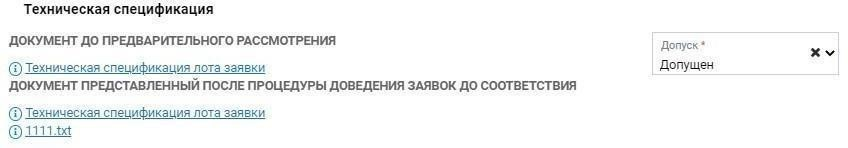 Техническая спецификация
ДОКУМЕНТ ДО ПРЕДВАРИТЕЛЬНОГО РАССМОТРЕНИЯ
Допуск *
Допущен
Техническая спецификация лота заявки
ДОКУМЕНТ ПРЕДСТАВЛЕННЫЙ ПОСЛЕ ПРОЦЕДУРЫ ДОВЕДЕНИЯ ЗАЯВОК ДО СООТВЕТСТВИЯ
Техническая спецификация лота заявки
1111.txt